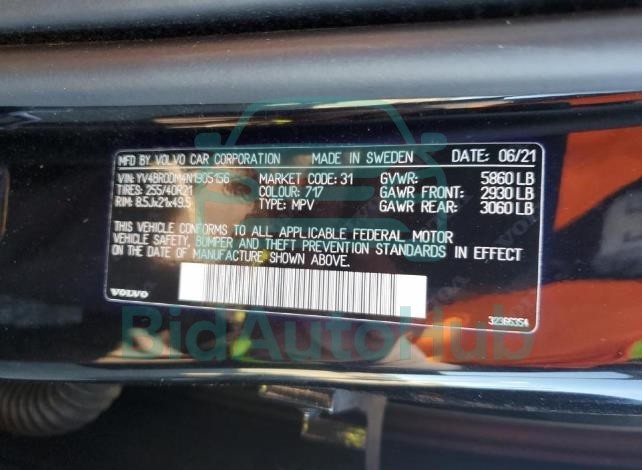 MFD BY VOLVO CAR CORPORATION MADE IN SWEDEN DATE: 06/21
VIN: YV4BR0DM4N1905156 MARKET CODE: 31 GVWR: 5860 LB
TIRES: 255/40R21 COLOUR: 717 GAWR FRONT: 2930 LB
RIM: 8.5Jx21x49.5 TYPE: MPV GAWR REAR: 3060 LB
THIS VEHICLE CONFORMS TO ALL APPLICABLE FEDERAL MOTOR
VEHICLE SAFETY, BUMPER AND THEFT PREVENTION STANDARDS IN EFFECT
ON THE DATE OF MANUFACTURE SHOWN ABOVE.
VOLVO 32366354
BidAutoHub